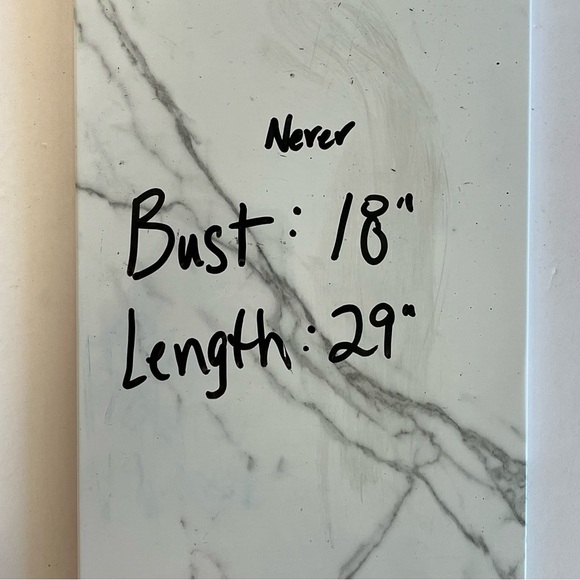 Never
Bust: 18"
Length: 29"